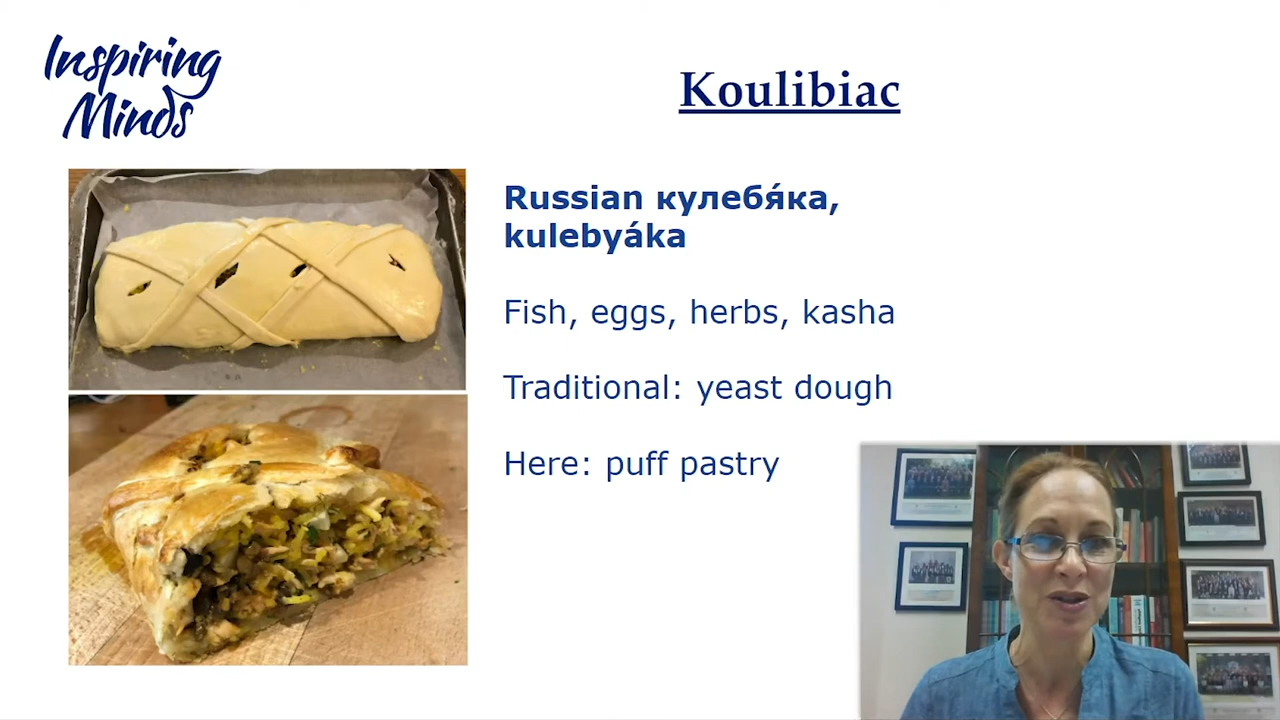 Inspiring
Minds
Koulibiac
Russian кулебя́ка,
kulebyáka
Fish, eggs, herbs, kasha
Traditional: yeast dough
Here: puff pastry